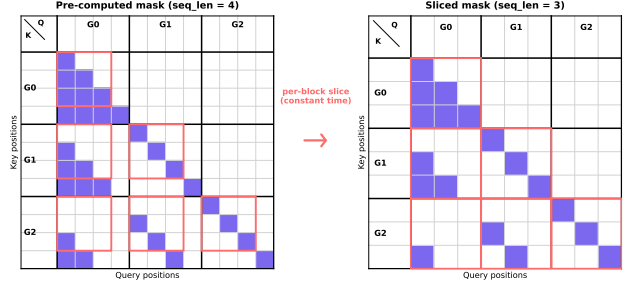 Pre-computed mask (seq_len = 4)
Q
K
G0
G1
G2
G0
G1
G2
Key positions
Query positions
per-block slice
(constant time)
Sliced mask (seq_len = 3)
Q
K
G0
G1
G2
G0
G1
G2
Key positions
Query positions